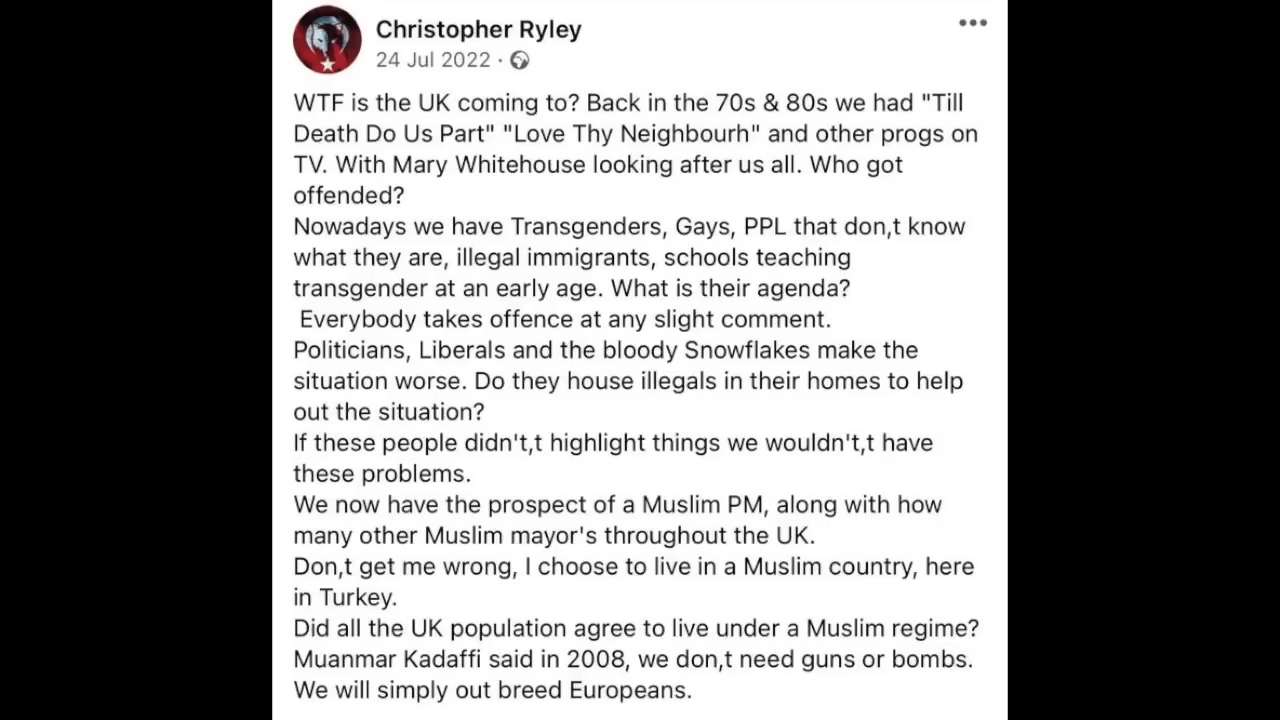 Christopher Ryley
24 Jul 2022 ·
WTF is the UK coming to? Back in the 70s & 80s we had "Till
Death Do Us Part" "Love Thy Neighbourh" and other progs on
TV. With Mary Whitehouse looking after us all. Who got
offended?
Nowadays we have Transgenders, Gays, PPL that don,t know
what they are, illegal immigrants, schools teaching
transgender at an early age. What is their agenda?
Everybody takes offence at any slight comment.
Politicians, Liberals and the bloody Snowflakes make the
situation worse. Do they house illegals in their homes to help
out the situation?
If these people didn't,t highlight things we wouldn't,t have
these problems.
We now have the prospect of a Muslim PM, along with how
many other Muslim mayor's throughout the UK.
Don,t get me wrong, I choose to live in a Muslim country, here
in Turkey.
Did all the UK population agree to live under a Muslim regime?
Muanmar Kadaffi said in 2008, we don,t need guns or bombs.
We will simply out breed Europeans.